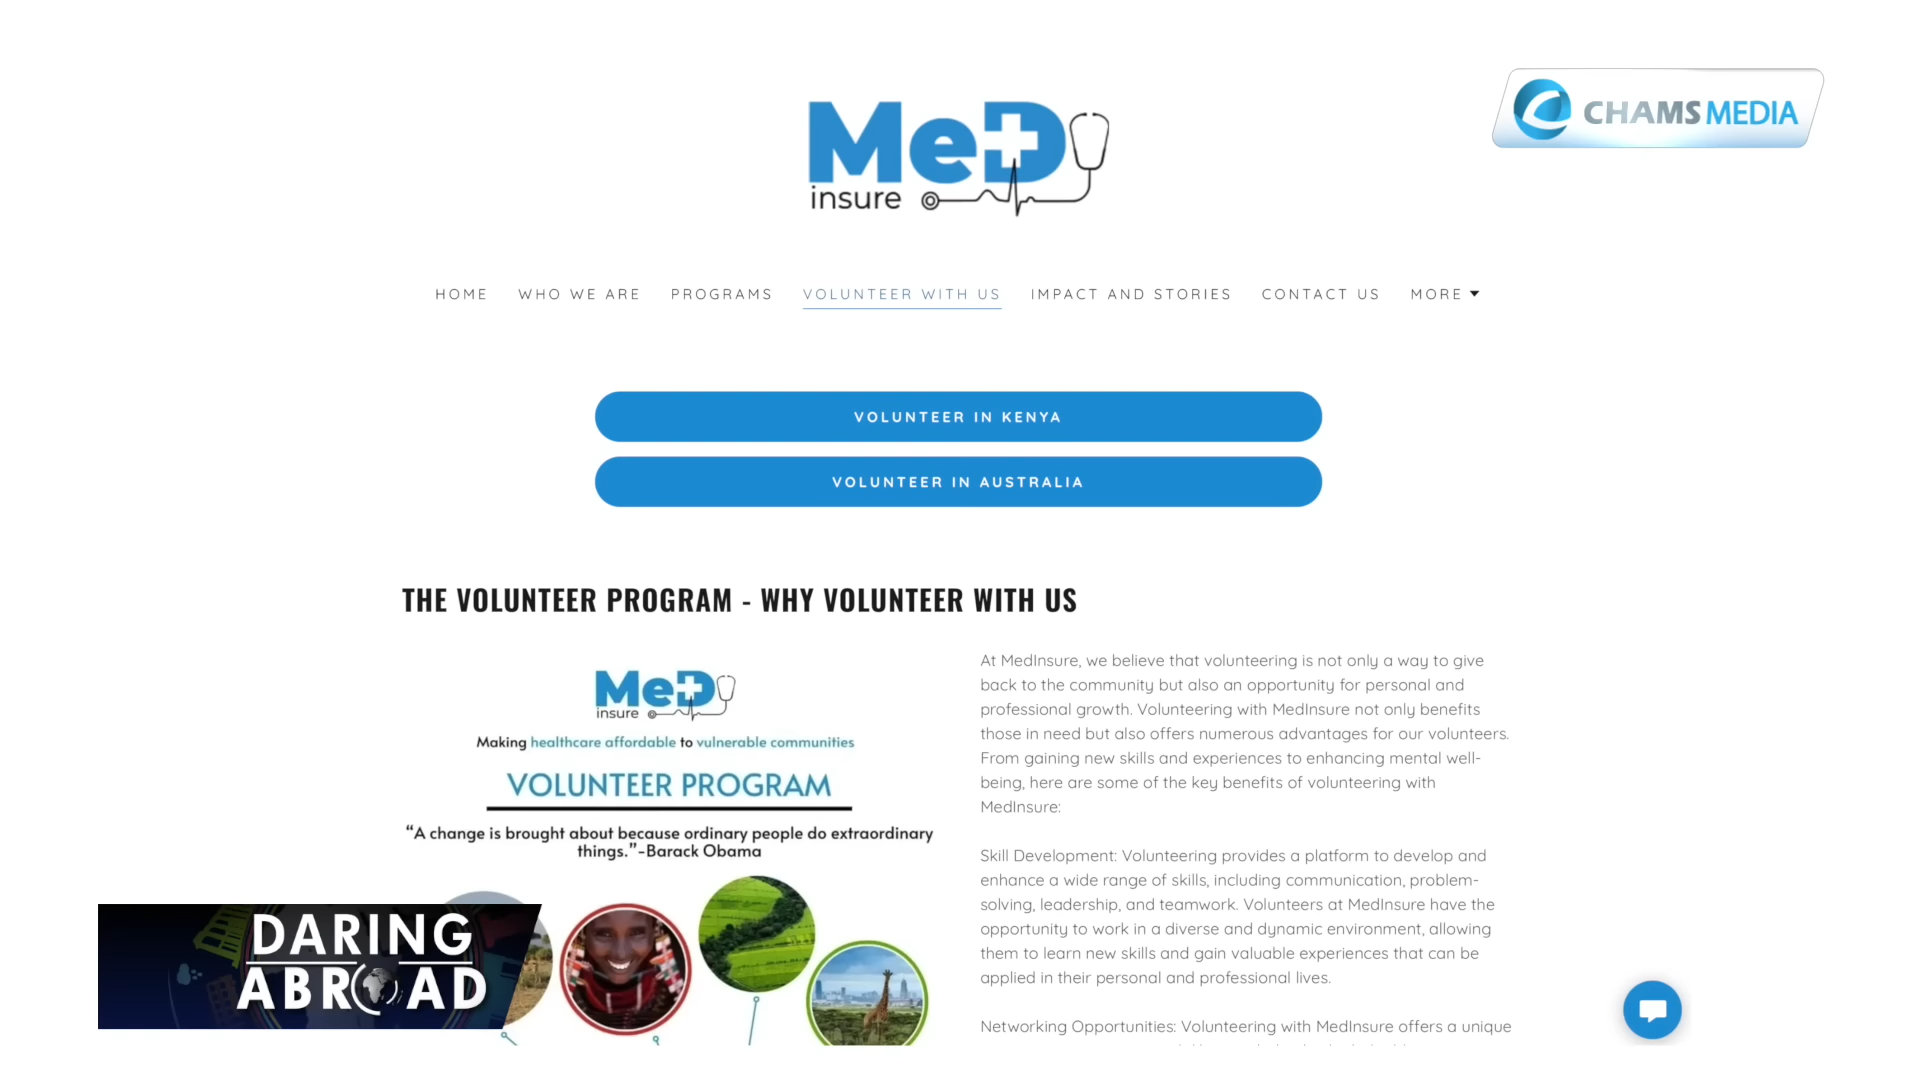 MeD
insure
CHAMS MEDIA
HOME WHO WE ARE PROGRAMS VOLUNTEER WITH US IMPACT AND STORIES CONTACT US MORE
VOLUNTEER IN KENYA
VOLUNTEER IN AUSTRALIA
THE VOLUNTEER PROGRAM - WHY VOLUNTEER WITH US
MeD
insure
Making healthcare affordable to vulnerable communities
VOLUNTEER PROGRAM
“A change is brought about because ordinary people do extraordinary
things.”-Barack Obama
At MedInsure, we believe that volunteering is not only a way to give
back to the community but also an opportunity for personal and
professional growth. Volunteering with MedInsure not only benefits
those in need but also offers numerous advantages for our volunteers.
From gaining new skills and experiences to enhancing mental well-
being, here are some of the key benefits of volunteering with
MedInsure:
Skill Development: Volunteering provides a platform to develop and
enhance a wide range of skills, including communication, problem-
solving, leadership, and teamwork. Volunteers at MedInsure have the
opportunity to work in a diverse and dynamic environment, allowing
them to learn new skills and gain valuable experiences that can be
applied in their personal and professional lives.
Networking Opportunities: Volunteering with MedInsure offers a unique
DARING
ABROAD